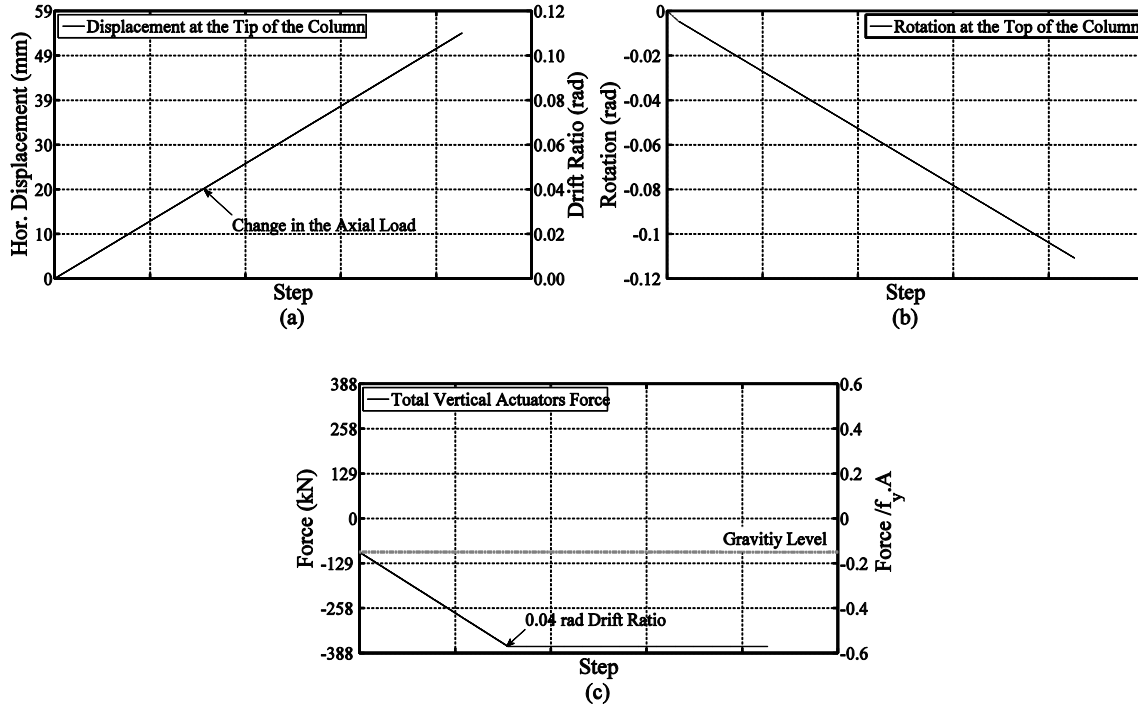 Displacement at the Tip of the Column
Hor. Displacement (mm)
59
49
39
30
20
10
0
0.12
0.10
0.08
0.06
0.04
0.02
0.00
Drift Ratio (rad)
Change in the Axial Load
Step
(a)
Rotation at the Top of the Column
Rotation (rad)
0
-0.02
-0.04
-0.06
-0.08
-0.1
-0.12
Step
(b)
Total Vertical Actuators Force
Force (kN)
388
258
129
0
-129
-258
-388
0.6
0.4
0.2
0
-0.2
-0.4
-0.6
Force /f_y.A
Gravitiy Level
0.04 rad Drift Ratio
Step
(c)